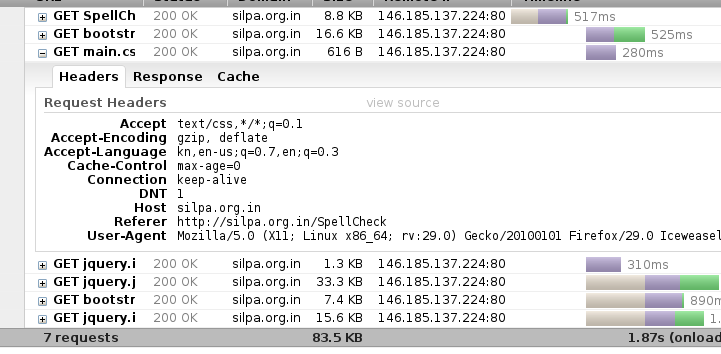 GET SpellCh 200 OK silpa.org.in 8.8 KB 146.185.137.224:80 517ms
GET bootstr 200 OK silpa.org.in 16.6 KB 146.185.137.224:80 525ms
GET main.cs 200 OK silpa.org.in 616 B 146.185.137.224:80 280ms
Headers Response Cache
Request Headers view source
Accept text/css,*/*;q=0.1
Accept-Encoding gzip, deflate
Accept-Language kn,en-us;q=0.7,en;q=0.3
Cache-Control max-age=0
Connection keep-alive
DNT 1
Host silpa.org.in
Referer http://silpa.org.in/SpellCheck
User-Agent Mozilla/5.0 (X11; Linux x86_64; rv:29.0) Gecko/20100101 Firefox/29.0 Iceweasel
GET jquery.i 200 OK silpa.org.in 1.3 KB 146.185.137.224:80 310ms
GET jquery.j 200 OK silpa.org.in 33.3 KB 146.185.137.224:80
GET bootstr 200 OK silpa.org.in 7.4 KB 146.185.137.224:80 890m
GET jquery.i 200 OK silpa.org.in 15.6 KB 146.185.137.224:80 1.
7 requests 83.5 KB 1.87s (onload